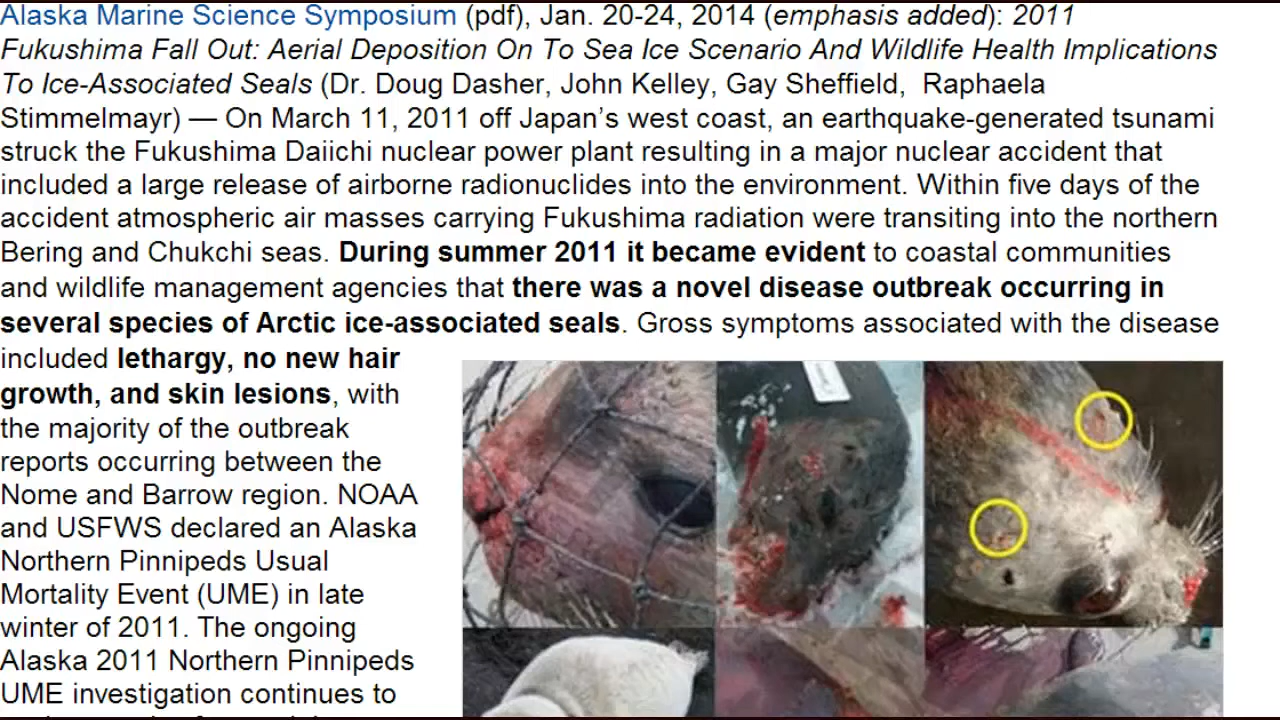 Alaska Marine Science Symposium (pdf), Jan. 20-24, 2014 (emphasis added): 2011
Fukushima Fall Out: Aerial Deposition On To Sea Ice Scenario And Wildlife Health Implications
To Ice-Associated Seals (Dr. Doug Dasher, John Kelley, Gay Sheffield, Raphaela
Stimmelmayr) — On March 11, 2011 off Japan’s west coast, an earthquake-generated tsunami
struck the Fukushima Daiichi nuclear power plant resulting in a major nuclear accident that
included a large release of airborne radionuclides into the environment. Within five days of the
accident atmospheric air masses carrying Fukushima radiation were transiting into the northern
Bering and Chukchi seas. During summer 2011 it became evident to coastal communities
and wildlife management agencies that there was a novel disease outbreak occurring in
several species of Arctic ice-associated seals. Gross symptoms associated with the disease
included lethargy, no new hair
growth, and skin lesions, with
the majority of the outbreak
reports occurring between the
Nome and Barrow region. NOAA
and USFWS declared an Alaska
Northern Pinnipeds Usual
Mortality Event (UME) in late
winter of 2011. The ongoing
Alaska 2011 Northern Pinnipeds
UME investigation continues to